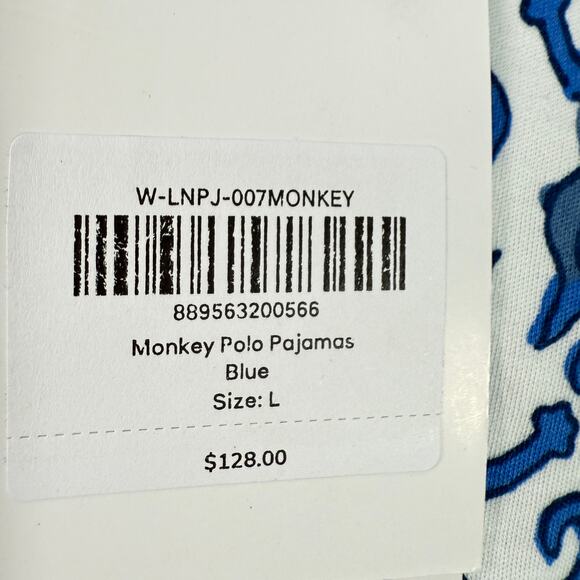 W-LNPJ-007MONKEY
889563200566
Monkey Polo Pajamas
Blue
Size: L
$128.00